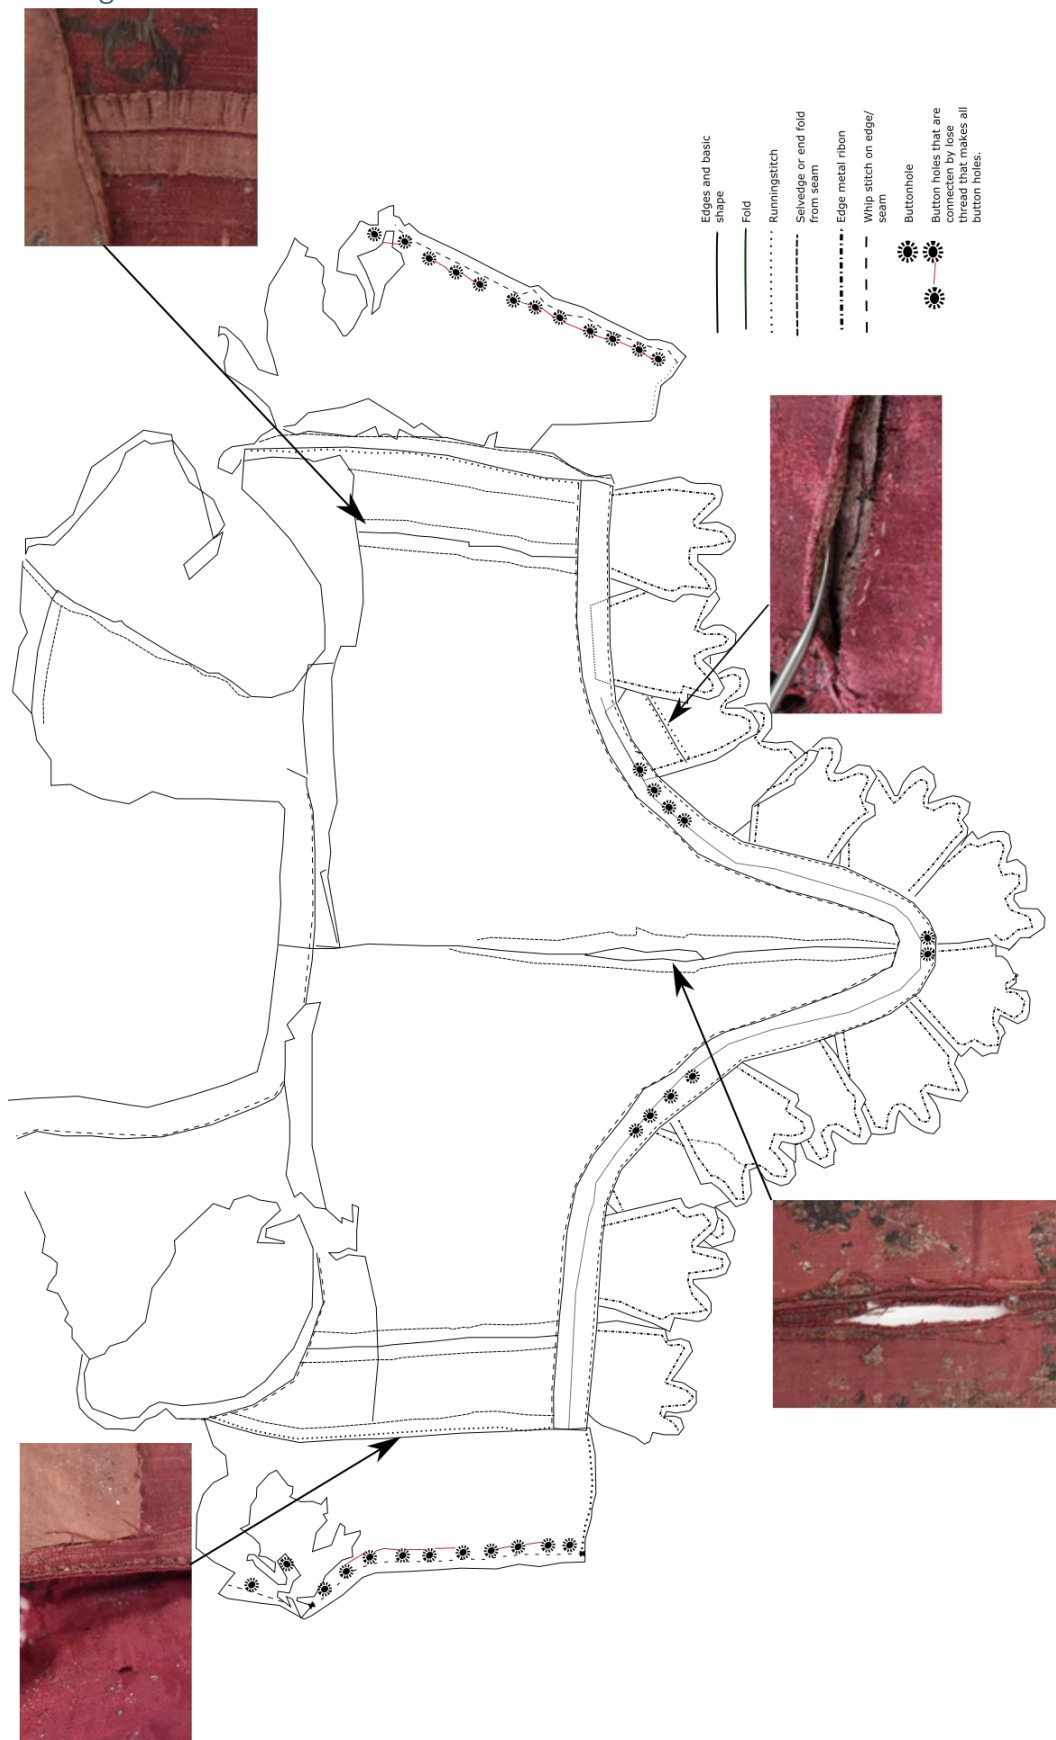 Edges and basic
shape
Fold
Runningstitch
Selvedge or end fold
from seam
Edge metal ribon
Whip stitch on edge/
seam
Buttonhole
Button holes that are
connecten by lose
thread that makes all
button holes.